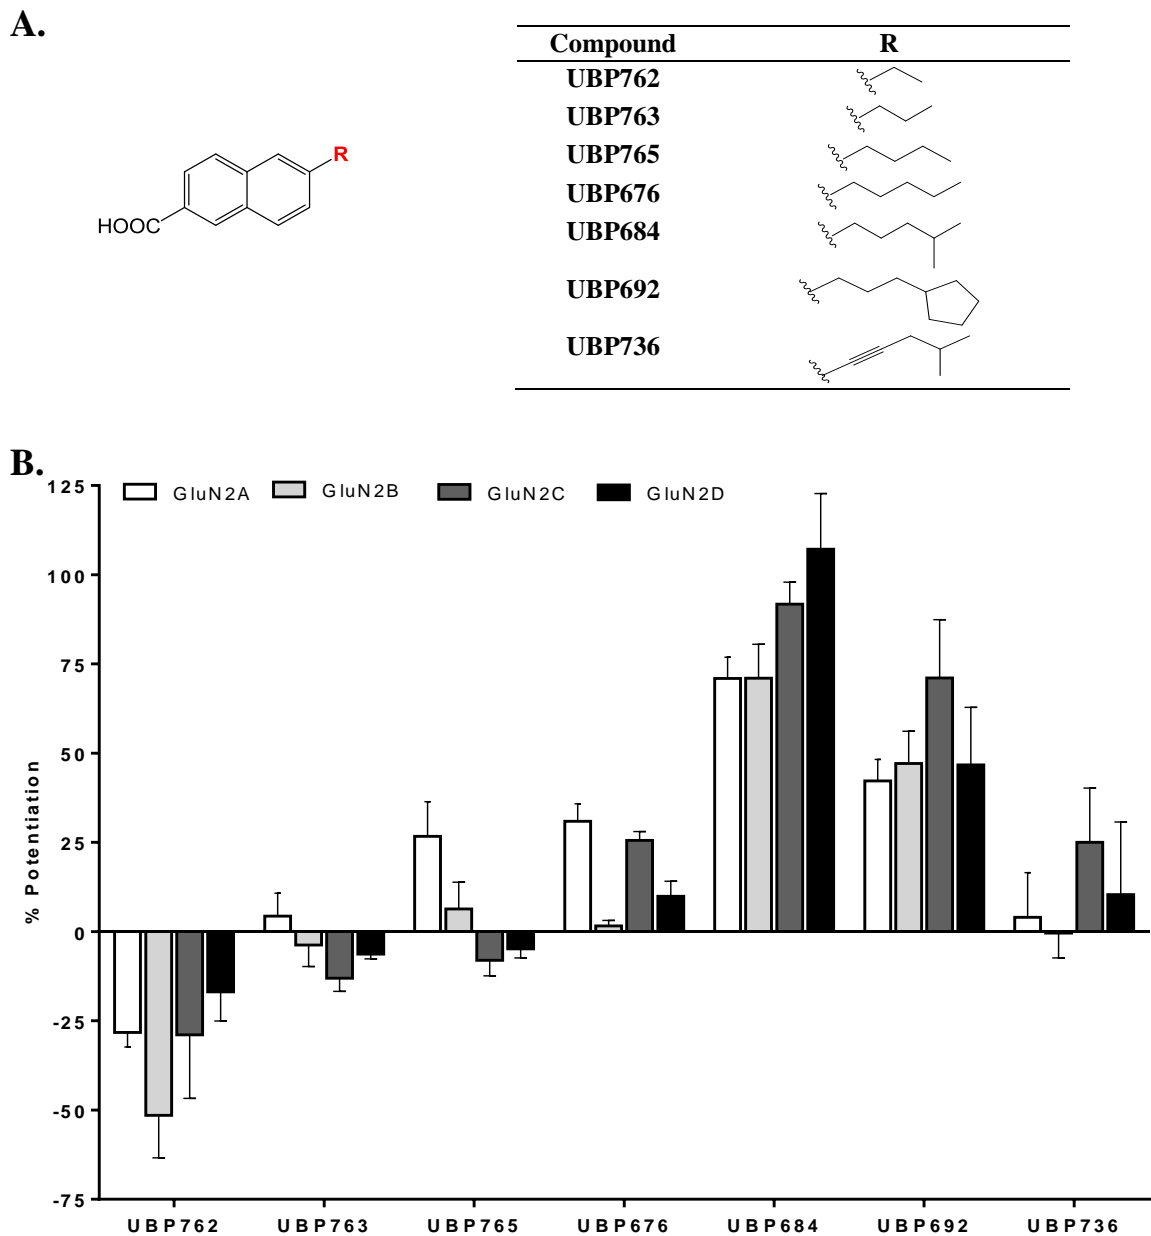 A.
Compound R
UBP762
UBP763
UBP765
UBP676
UBP684
UBP692
UBP736
R
HOOC
B.
GluN2A GluN2B GluN2C GluN2D
% Potentiation
125
100
75
50
25
0
-25
-50
-75
UBP762 UBP763 UBP765 UBP676 UBP684 UBP692 UBP736